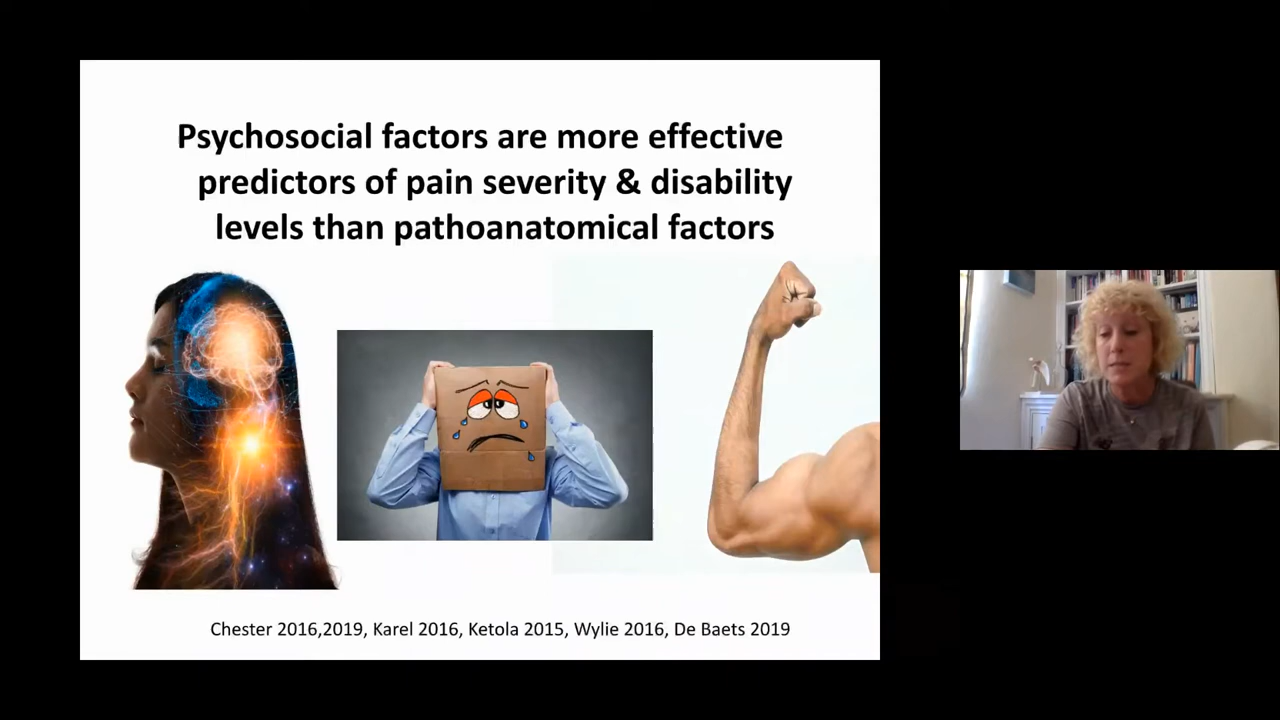 Psychosocial factors are more effective
predictors of pain severity & disability
levels than pathoanatomical factors
Chester 2016,2019, Karel 2016, Ketola 2015, Wylie 2016, De Baets 2019